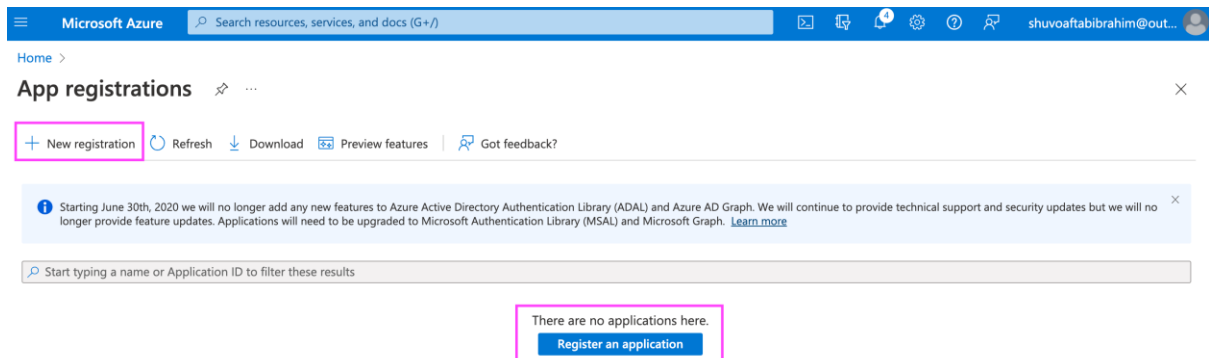 Microsoft Azure
Search resources, services, and docs (G+/)
4
shuvoaftabibrahim@out...
Home >
App registrations
...
+ New registration
Refresh
Download
Preview features
Got feedback?
Starting June 30th, 2020 we will no longer add any new features to Azure Active Directory Authentication Library (ADAL) and Azure AD Graph. We will continue to provide technical support and security updates but we will no
longer provide feature updates. Applications will need to be upgraded to Microsoft Authentication Library (MSAL) and Microsoft Graph. Learn more
Start typing a name or Application ID to filter these results
There are no applications here.
Register an application